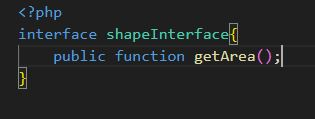 <?php
interface shapeInterface{
    public function getArea();
}